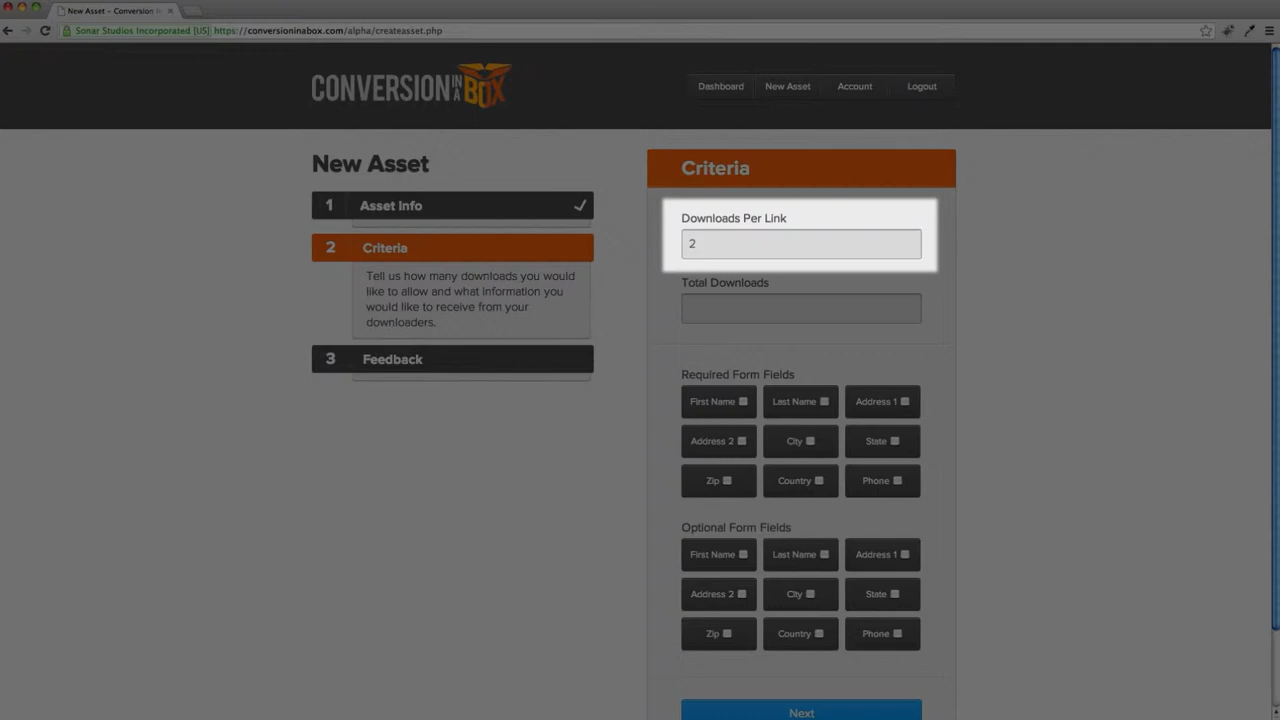 New Asset – Conversion In
Sonar Studios Incorporated [US] https://conversioninabox.com/alpha/createasset.php
CONVERSION IN A BOX
Dashboard
New Asset
Account
Logout
New Asset
1 Asset Info
2 Criteria
Tell us how many downloads you would
like to allow and what information you
would like to receive from your
downloaders.
3 Feedback
Criteria
Downloads Per Link
2
Total Downloads
Required Form Fields
First Name
Last Name
Address 1
Address 2
City
State
Zip
Country
Phone
Optional Form Fields
First Name
Last Name
Address 1
Address 2
City
State
Zip
Country
Phone
Next